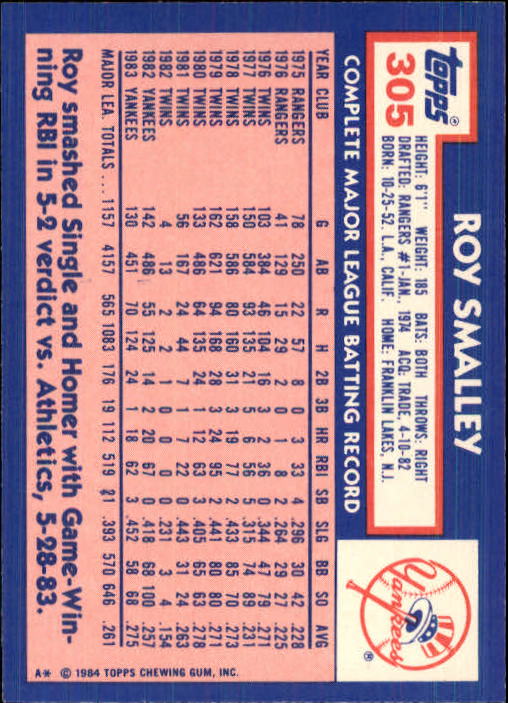 topps®
305
ROY SMALLEY
HEIGHT: 6'1" WEIGHT: 185 BATS: BOTH THROWS: RIGHT
DRAFTED: RANGERS #1-JAN., 1974 ACQ: TRADE, 4-10-82
BORN: 10-25-52, L.A., CALIF. HOME: FRANKLIN LAKES, N.J.
Yankees®
COMPLETE MAJOR LEAGUE BATTING RECORD
YEAR CLUB G AB R H 2B 3B HR RBI SB SLG BB SO AVG
1975 RANGERS 78 250 22 57 8 0 3 33 4 .296 30 42 .228
1976 RANGERS 41 129 15 29 2 0 1 8 2 .264 29 27 .225
1976 TWINS 103 384 46 104 16 3 2 36 0 .344 47 79 .271
1977 TWINS 150 584 93 135 21 5 6 56 5 .315 74 89 .231
1978 TWINS 158 586 80 160 31 3 19 77 2 .433 85 70 .273
1979 TWINS 162 621 94 168 28 3 24 95 2 .441 80 80 .271
1980 TWINS 133 486 64 135 24 1 12 63 3 .405 65 63 .278
1981 TWINS 56 167 24 44 7 1 7 22 0 .443 31 24 .263
1982 TWINS 4 13 2 2 1 0 0 0 0 .231 3 4 .154
1982 YANKEES 142 486 55 125 14 2 20 67 0 .418 68 100 .257
1983 YANKEES 130 451 70 124 24 1 18 62 3 .452 58 68 .275
MAJOR LEA. TOTALS ... 1157 4157 565 1083 176 19 112 519 21 .393 570 646 .261
Roy smashed Single and Homer with Game-Win-
ning RBI in 5-2 verdict vs. Athletics, 5-28-83.
A* © 1984 TOPPS CHEWING GUM, INC.